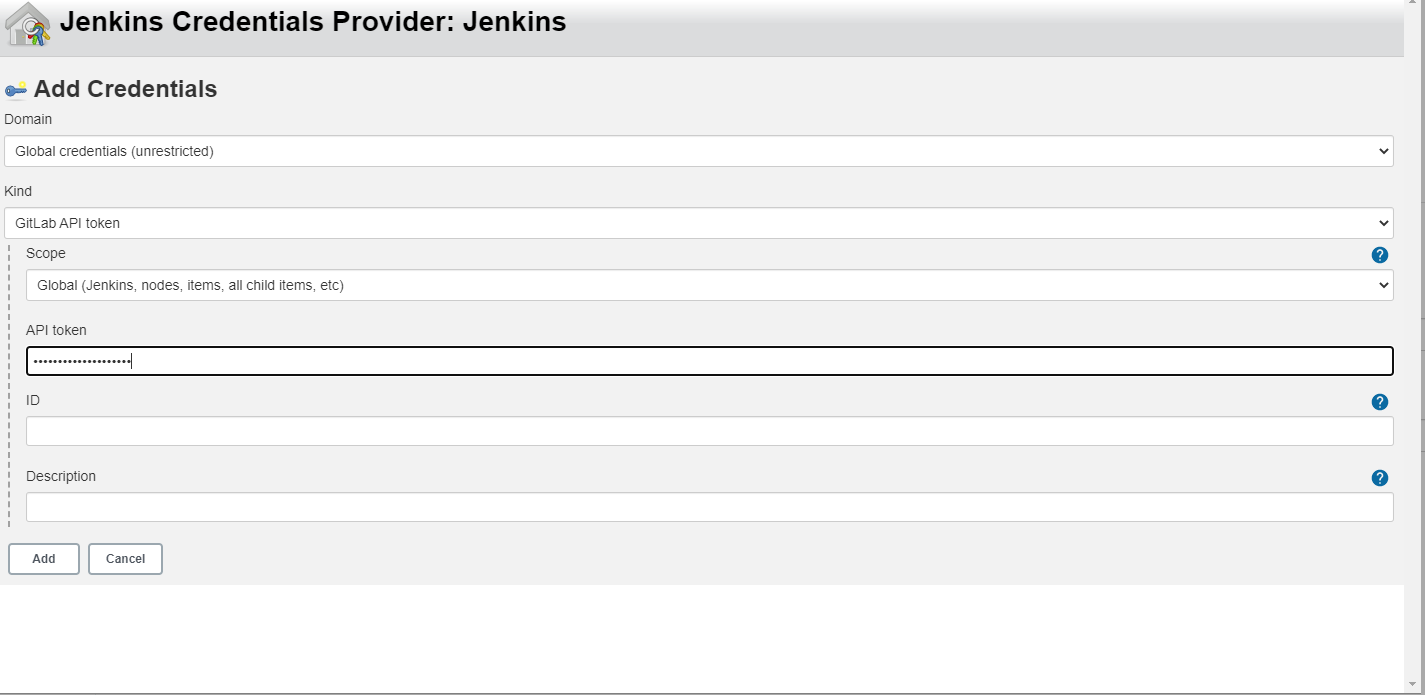 Jenkins Credentials Provider: Jenkins
Add Credentials
Domain
Global credentials (unrestricted)
Kind
GitLab API token
Scope
?
Global (Jenkins, nodes, items, all child items, etc)
API token
••••••••••••••••••••
ID
?
Description
?
Add
Cancel